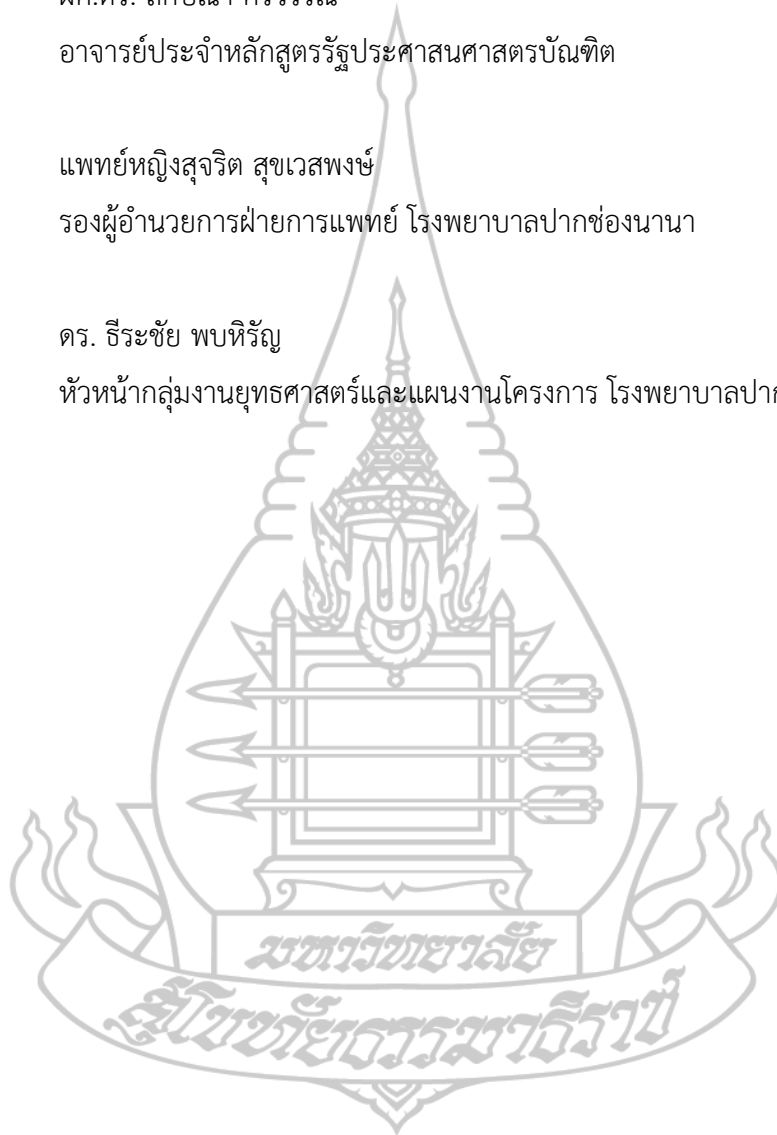 อาจารย์ประจำหลักสูตรรัฐประศาสนศาสตรบัณฑิต
แพทย์หญิงสุจริต สุขเวสพงษ์
รองผู้อำนวยการฝ่ายการแพทย์ โรงพยาบาลปากช่องนานา
ดร. ธีระชัย พบหิรัญ
หัวหน้ากลุ่มงานยุทธศาสตร์และแผนงานโครงการ โรงพยาบาลปาก
มหาวิทยาลัย
สุโขทัยธรรมาธิราช